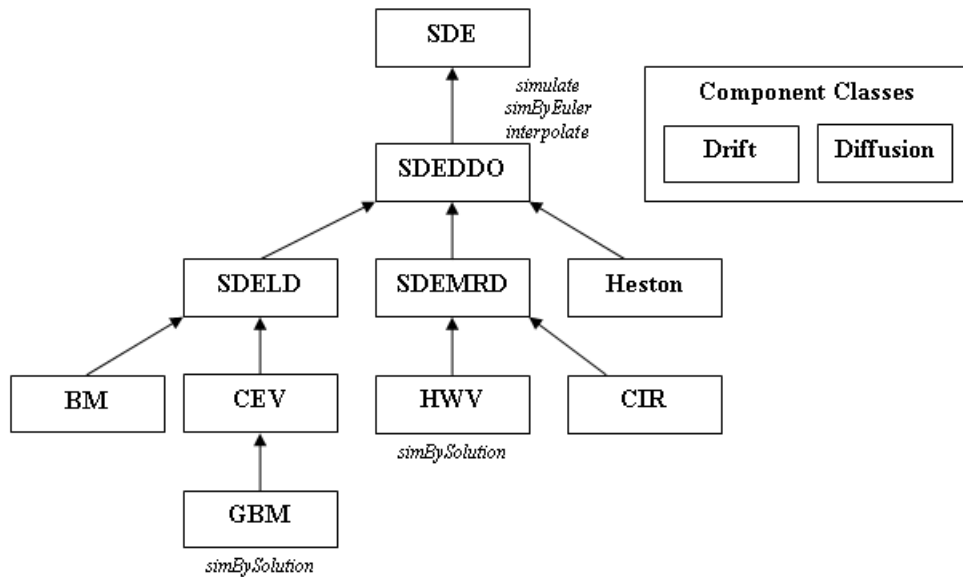 SDE
simulate
simByEuler
interpolate
Component Classes
Drift Diffusion
SDEDDO
SDELD SDEMRD Heston
BM CEV HWV CIR
simBySolution
GBM
simBySolution